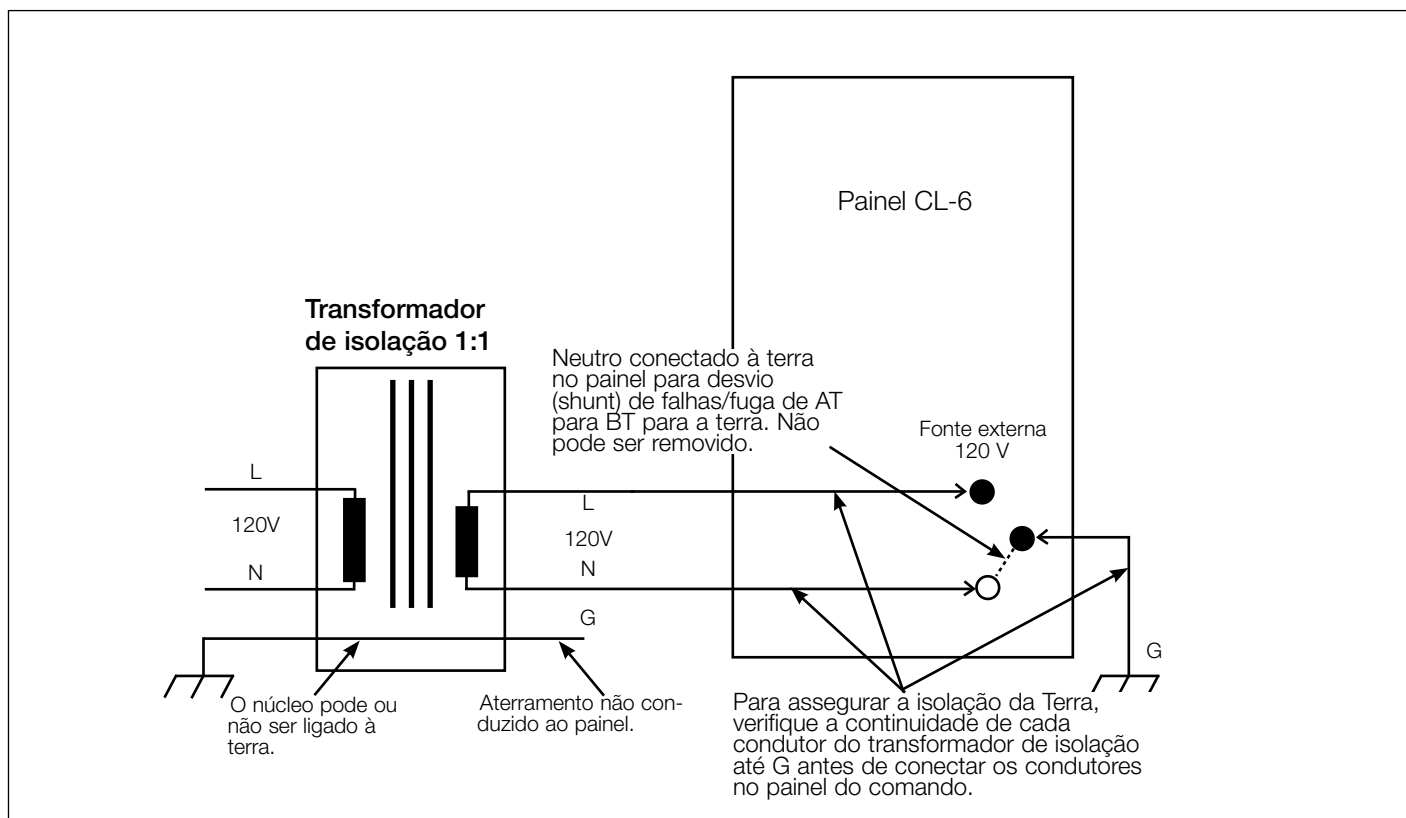 Painel CL-6
Transformador
de isolação 1:1
Neutro conectado à terra
no painel para desvio
(shunt) de falhas/fuga de AT
para BT para a terra. Não
pode ser removido.
Fonte externa
120 V
L
120V
N
L
120V
N
G
G
O núcleo pode ou
não ser ligado à
terra.
Aterramento não con-
duzido ao painel.
Para assegurar a isolação da Terra,
verifique a continuidade de cada
condutor do transformador de isolação
até G antes de conectar os condutores
no painel do comando.